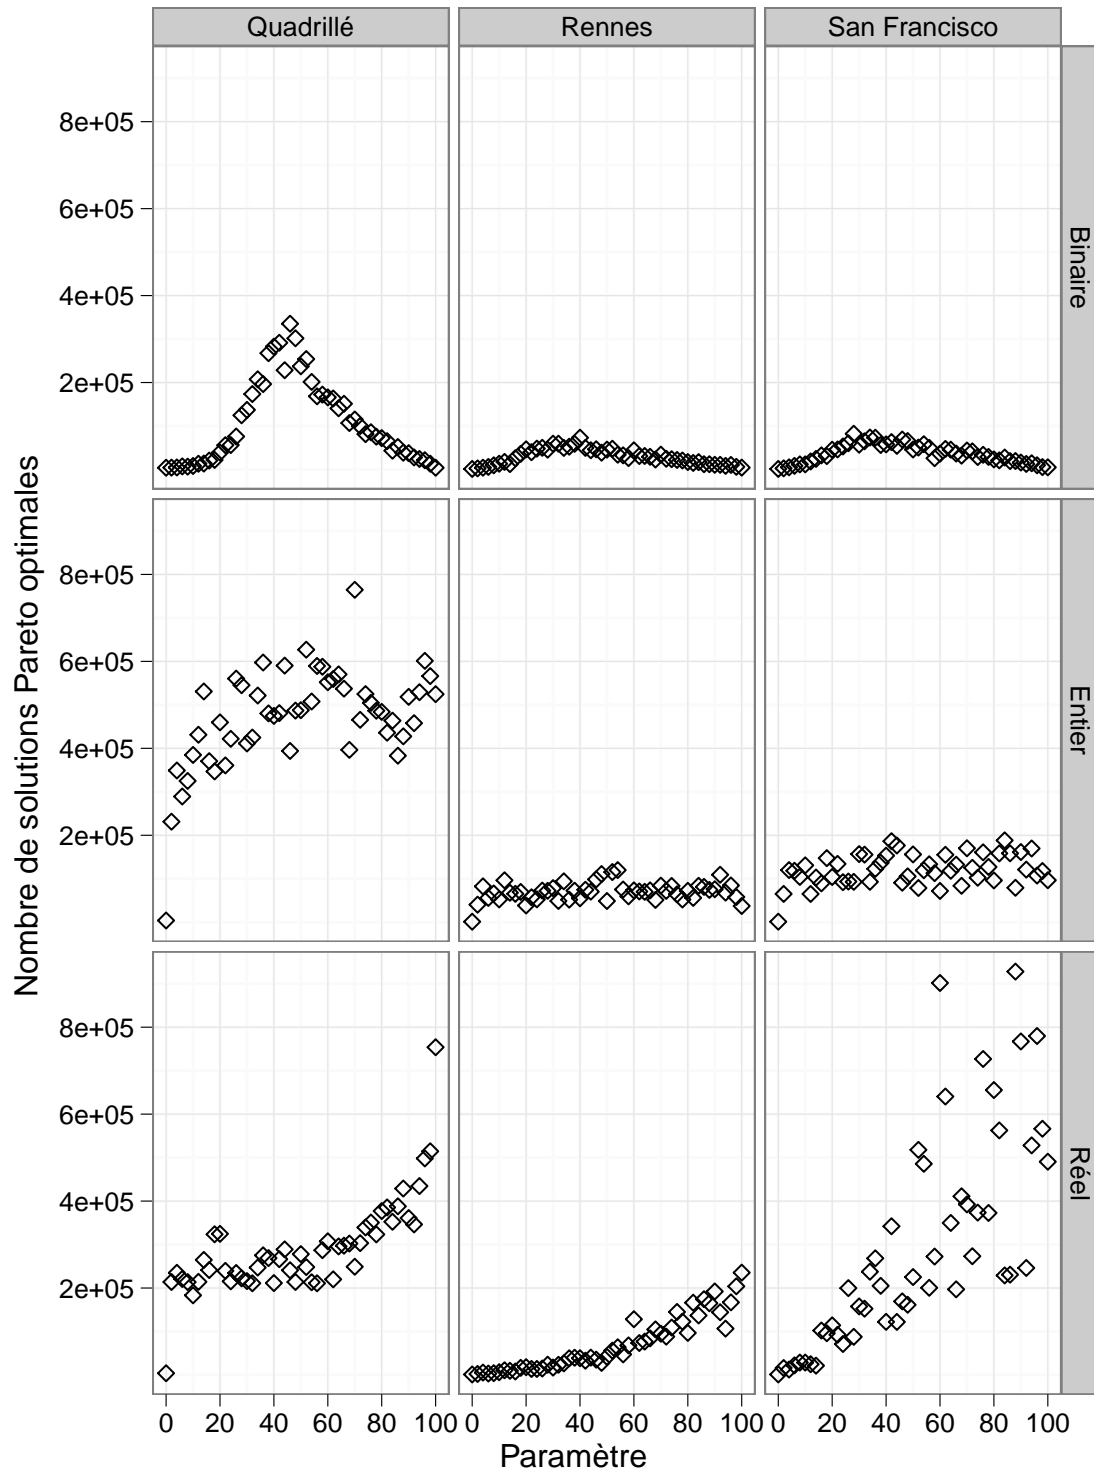 Quadrillé Rennes San Francisco
8e+05
6e+05
4e+05
2e+05
Binaire
Nombre de solutions Pareto optimales
8e+05
6e+05
4e+05
2e+05
Entier
8e+05
6e+05
4e+05
2e+05
Réel
0 20 40 60 80 100 0 20 40 60 80 100 0 20 40 60 80 100
Paramètre